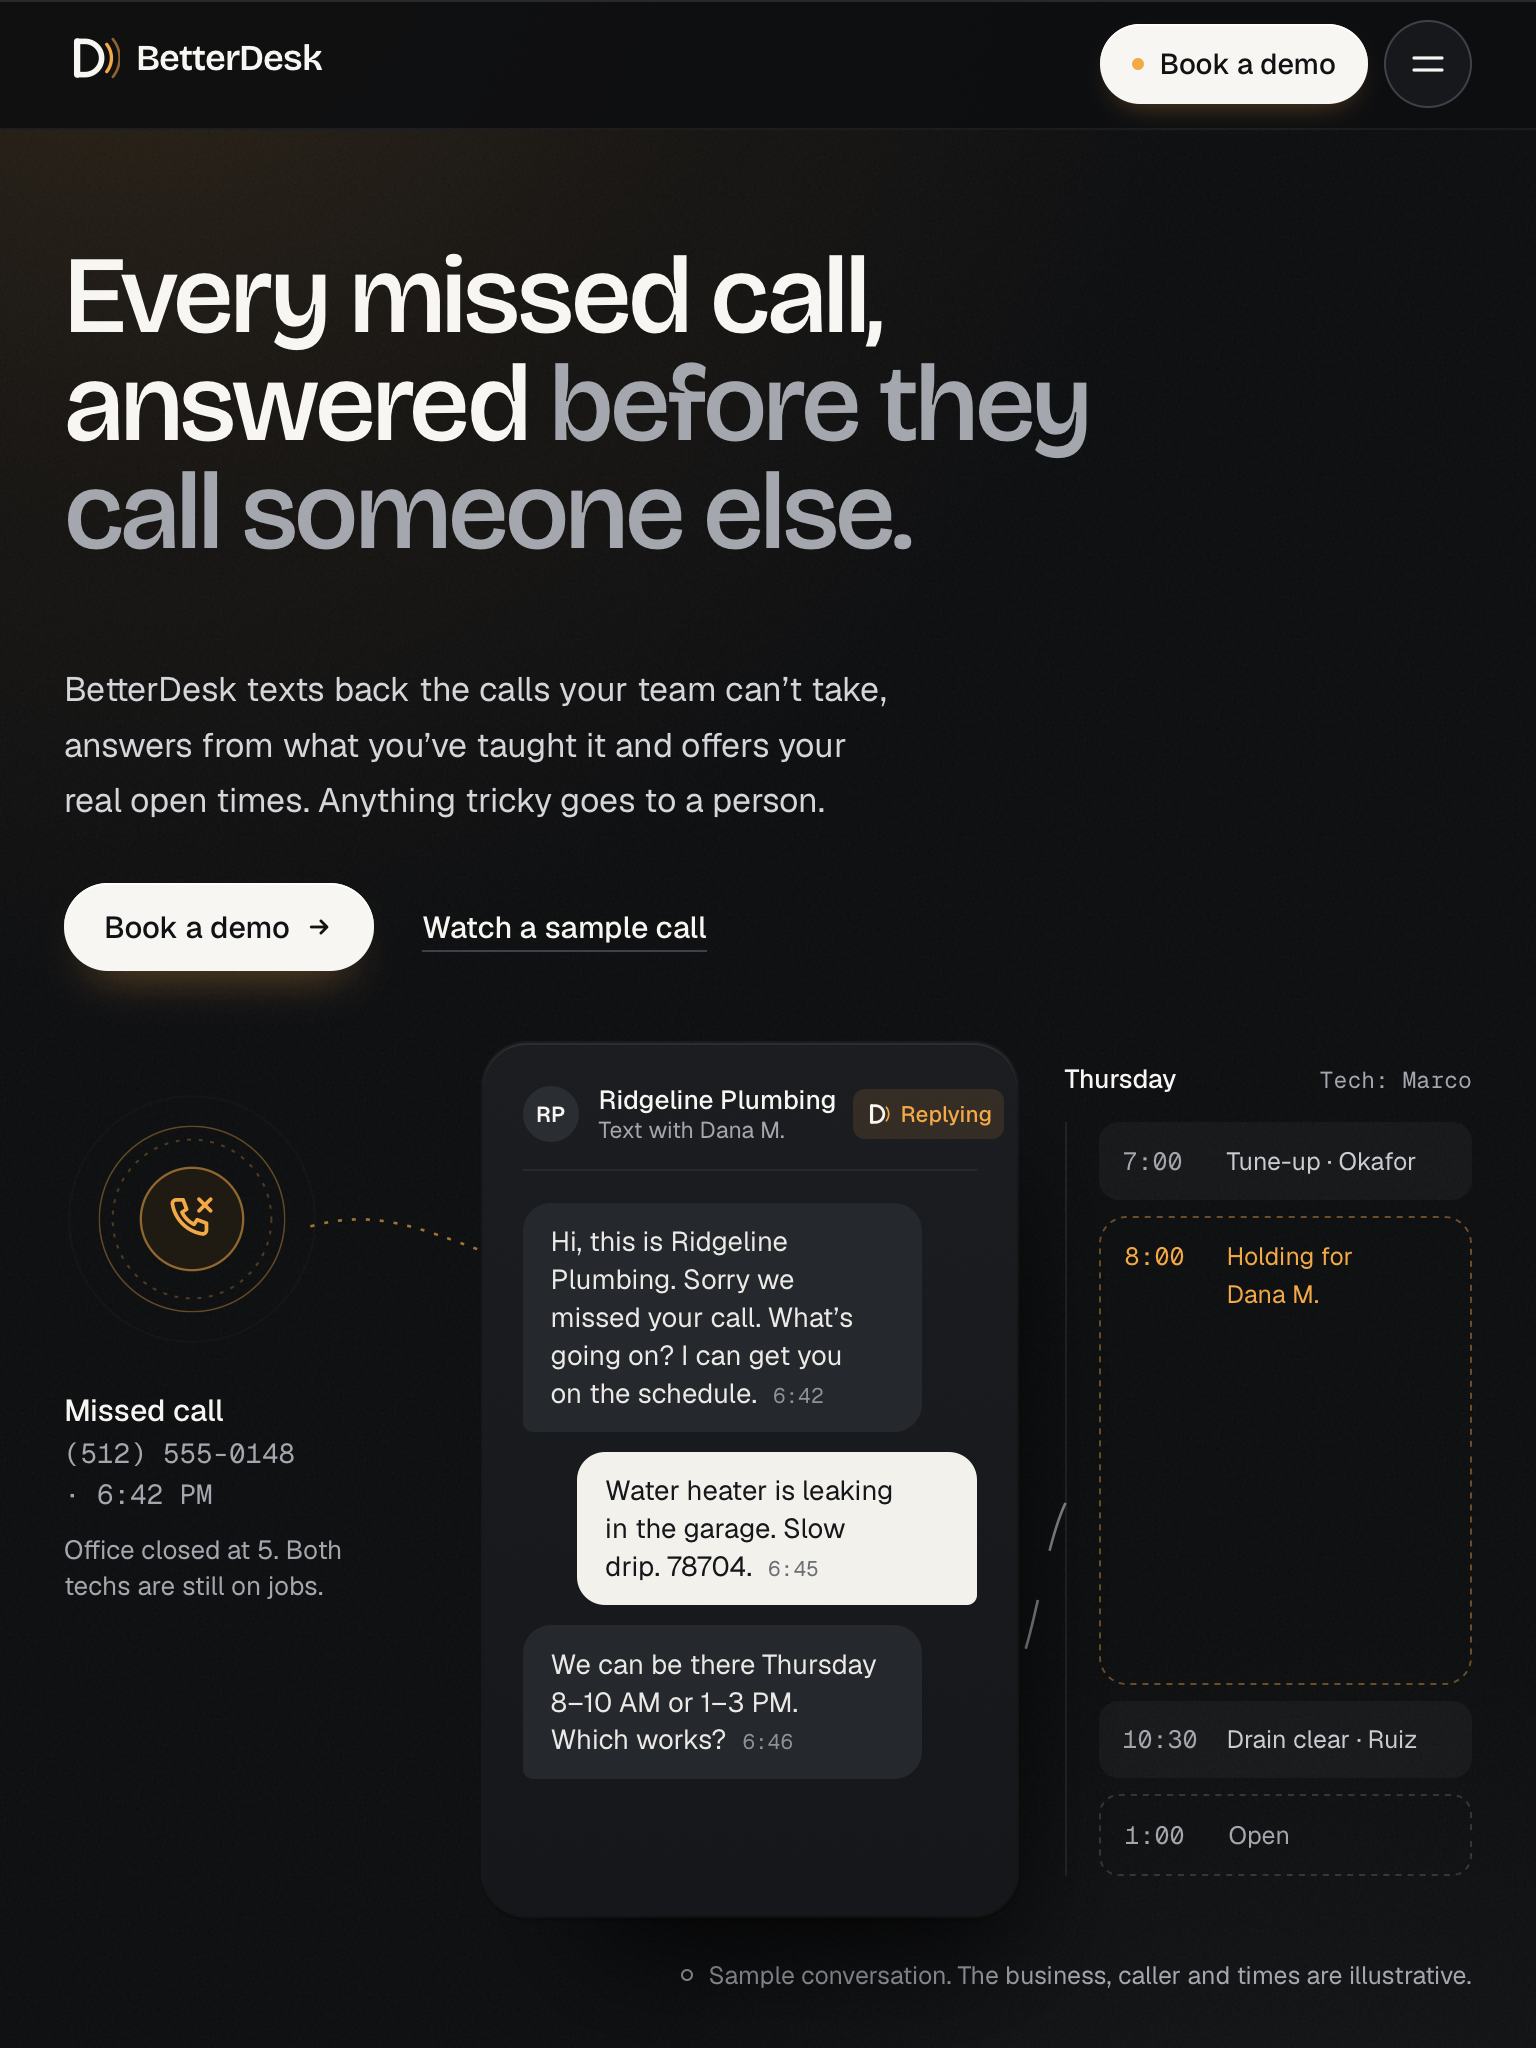 BetterDesk
Book a demo
Every missed call,
answered before they
call someone else.
BetterDesk texts back the calls your team can’t take,
answers from what you’ve taught it and offers your
real open times. Anything tricky goes to a person.
Book a demo →
Watch a sample call
Missed call
(512) 555-0148
· 6:42 PM
Office closed at 5. Both
techs are still on jobs.
RP
Ridgeline Plumbing
Text with Dana M.
D Replying
Hi, this is Ridgeline
Plumbing. Sorry we
missed your call. What’s
going on? I can get you
on the schedule. 6:42
Water heater is leaking
in the garage. Slow
drip. 78704. 6:45
We can be there Thursday
8–10 AM or 1–3 PM.
Which works? 6:46
Thursday
Tech: Marco
7:00 Tune-up · Okafor
8:00 Holding for
Dana M.
10:30 Drain clear · Ruiz
1:00 Open
Sample conversation. The business, caller and times are illustrative.